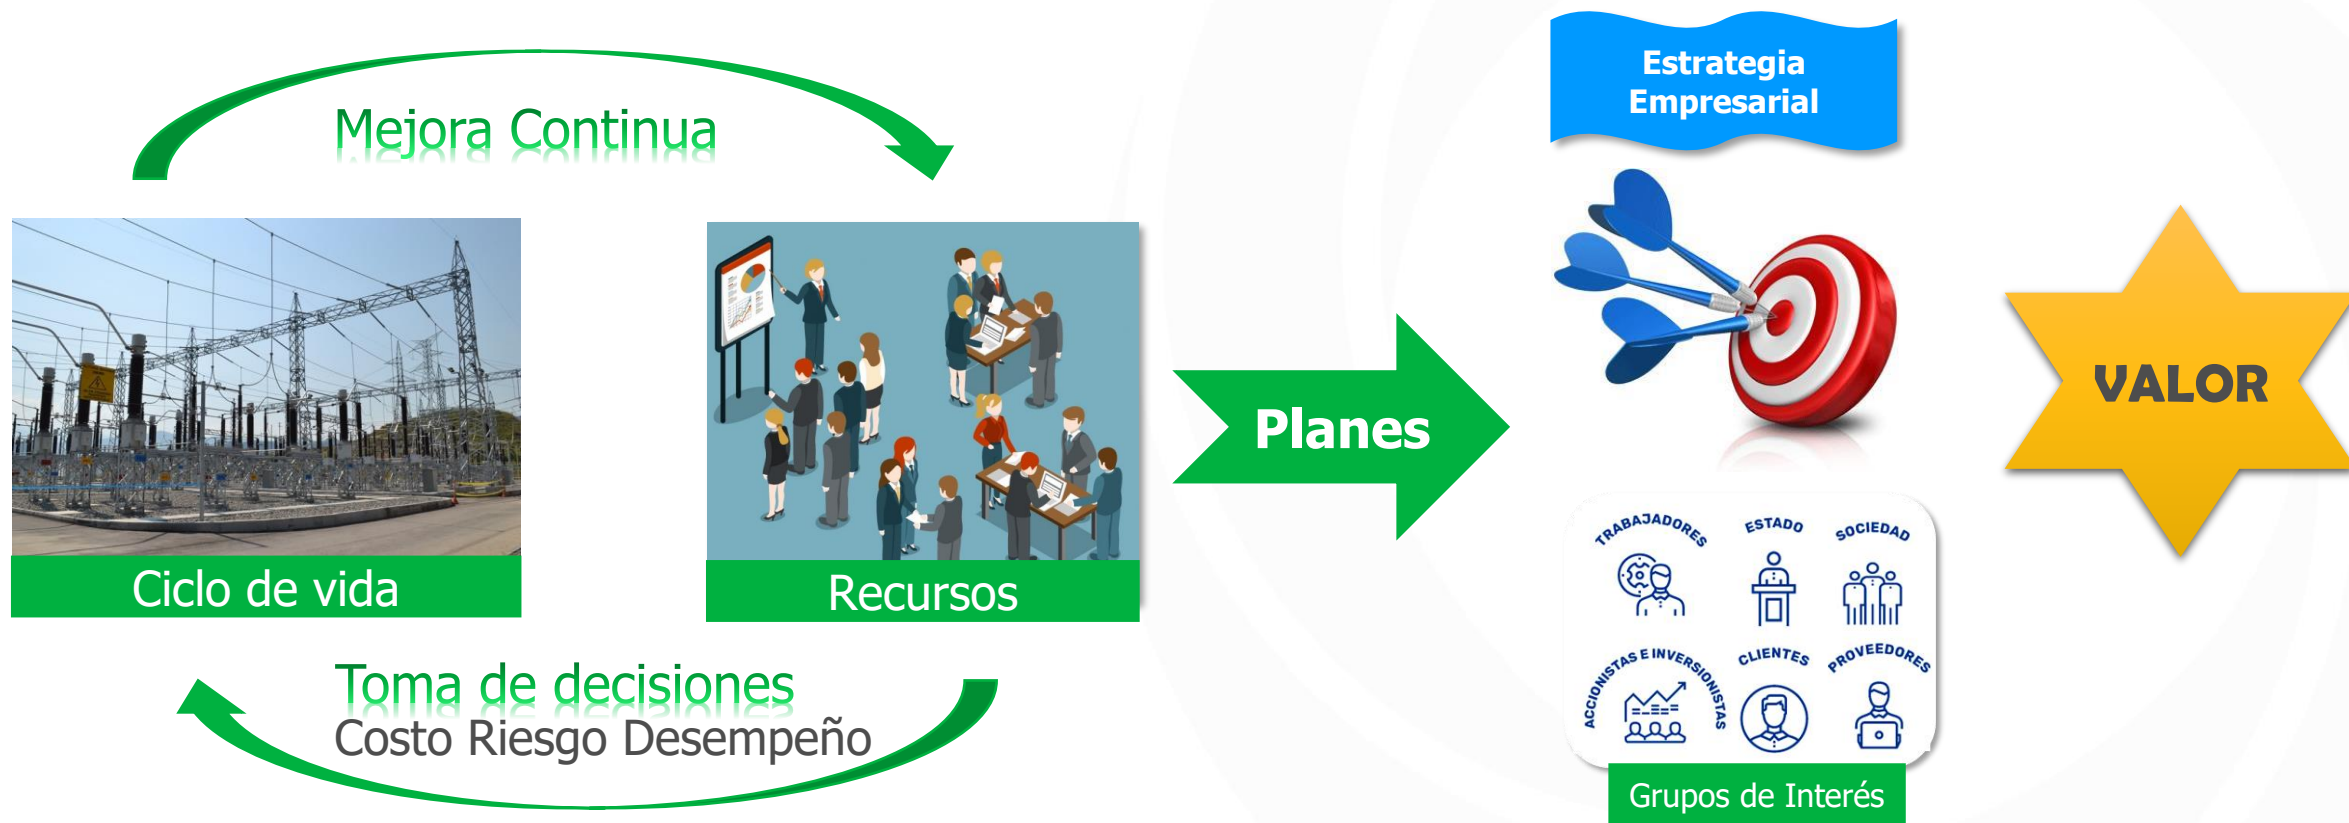 Mejora Continua
Ciclo de vida
Recursos
Toma de decisiones
Costo Riesgo Desempeño
Planes
Estrategia
Empresarial
TRABAJADORES
ESTADO
SOCIEDAD
ACCIONISTAS E INVERSIONISTAS
CLIENTES
PROVEEDORES
Grupos de Interés
VALOR